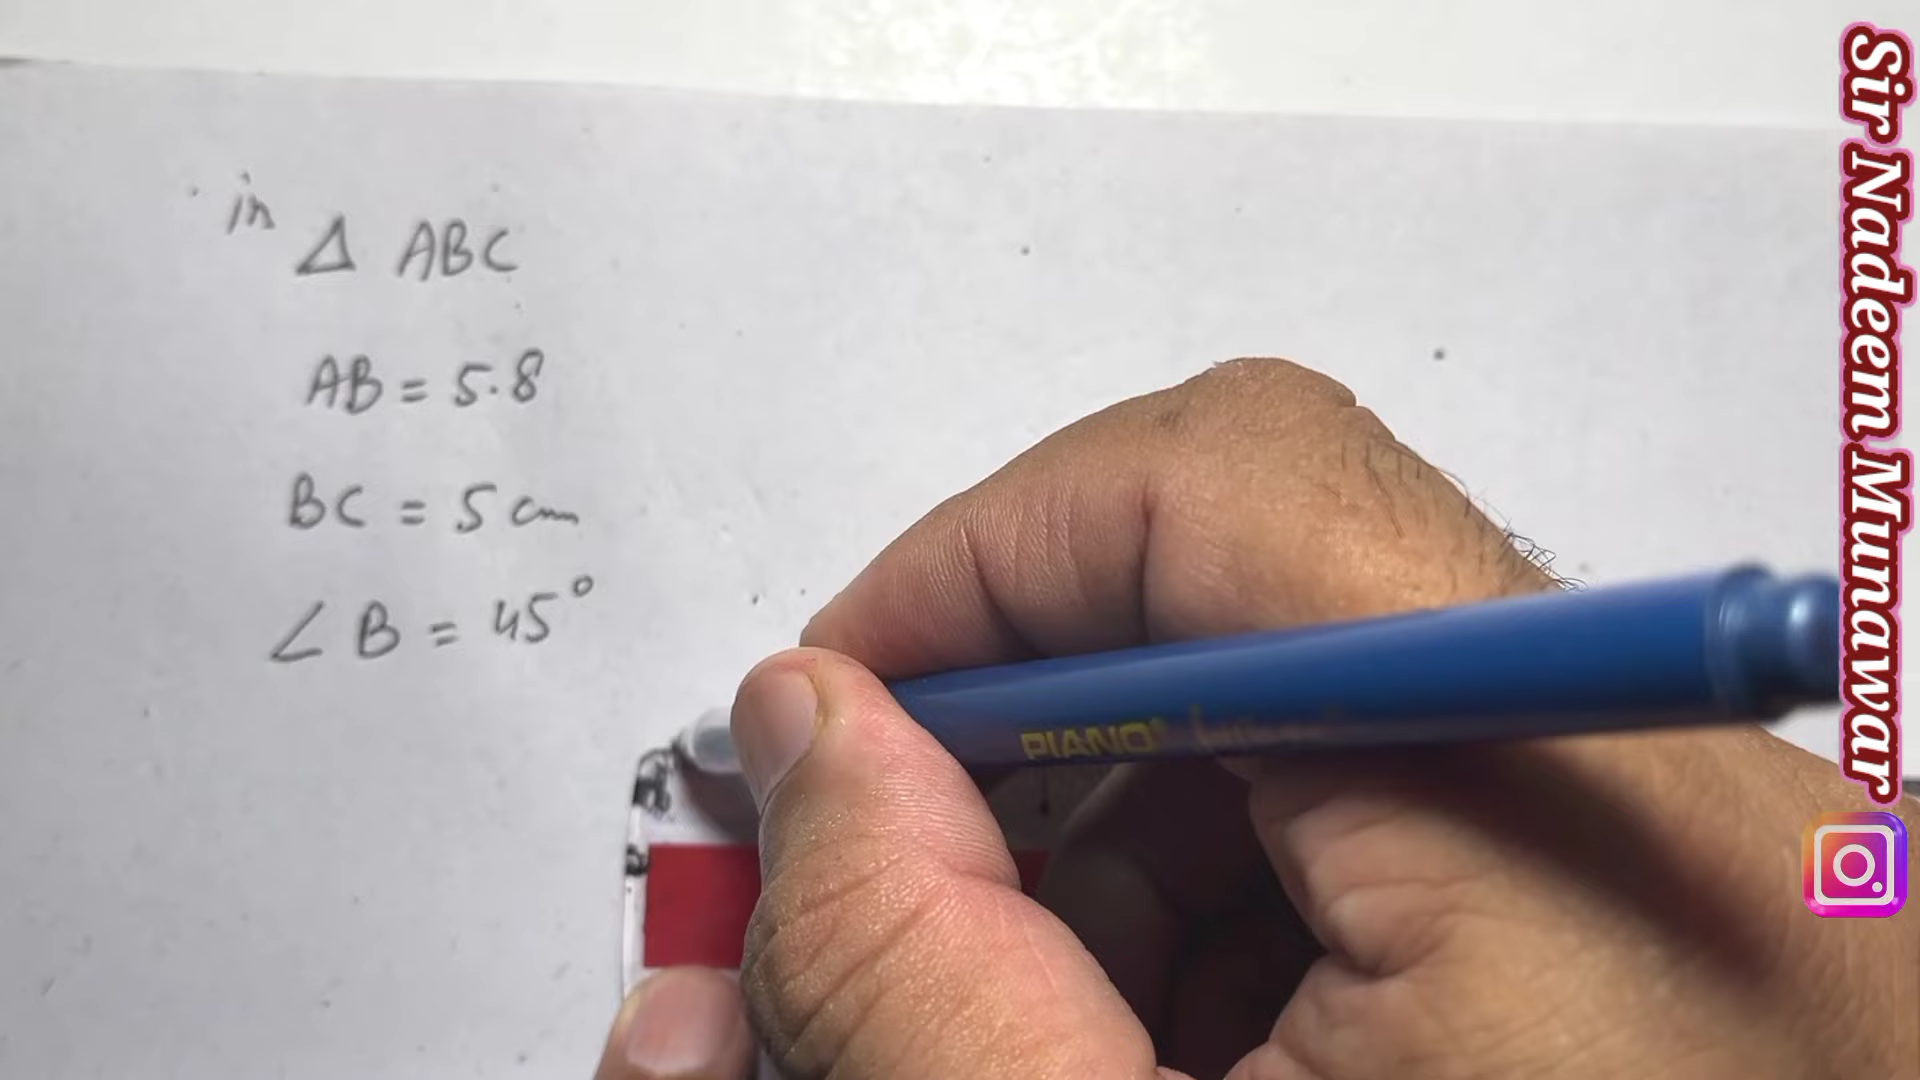 in △ ABC
AB = 5.8
BC = 5 cm
∠ B = 45°
PIANO
Sir Nadeem Munawar